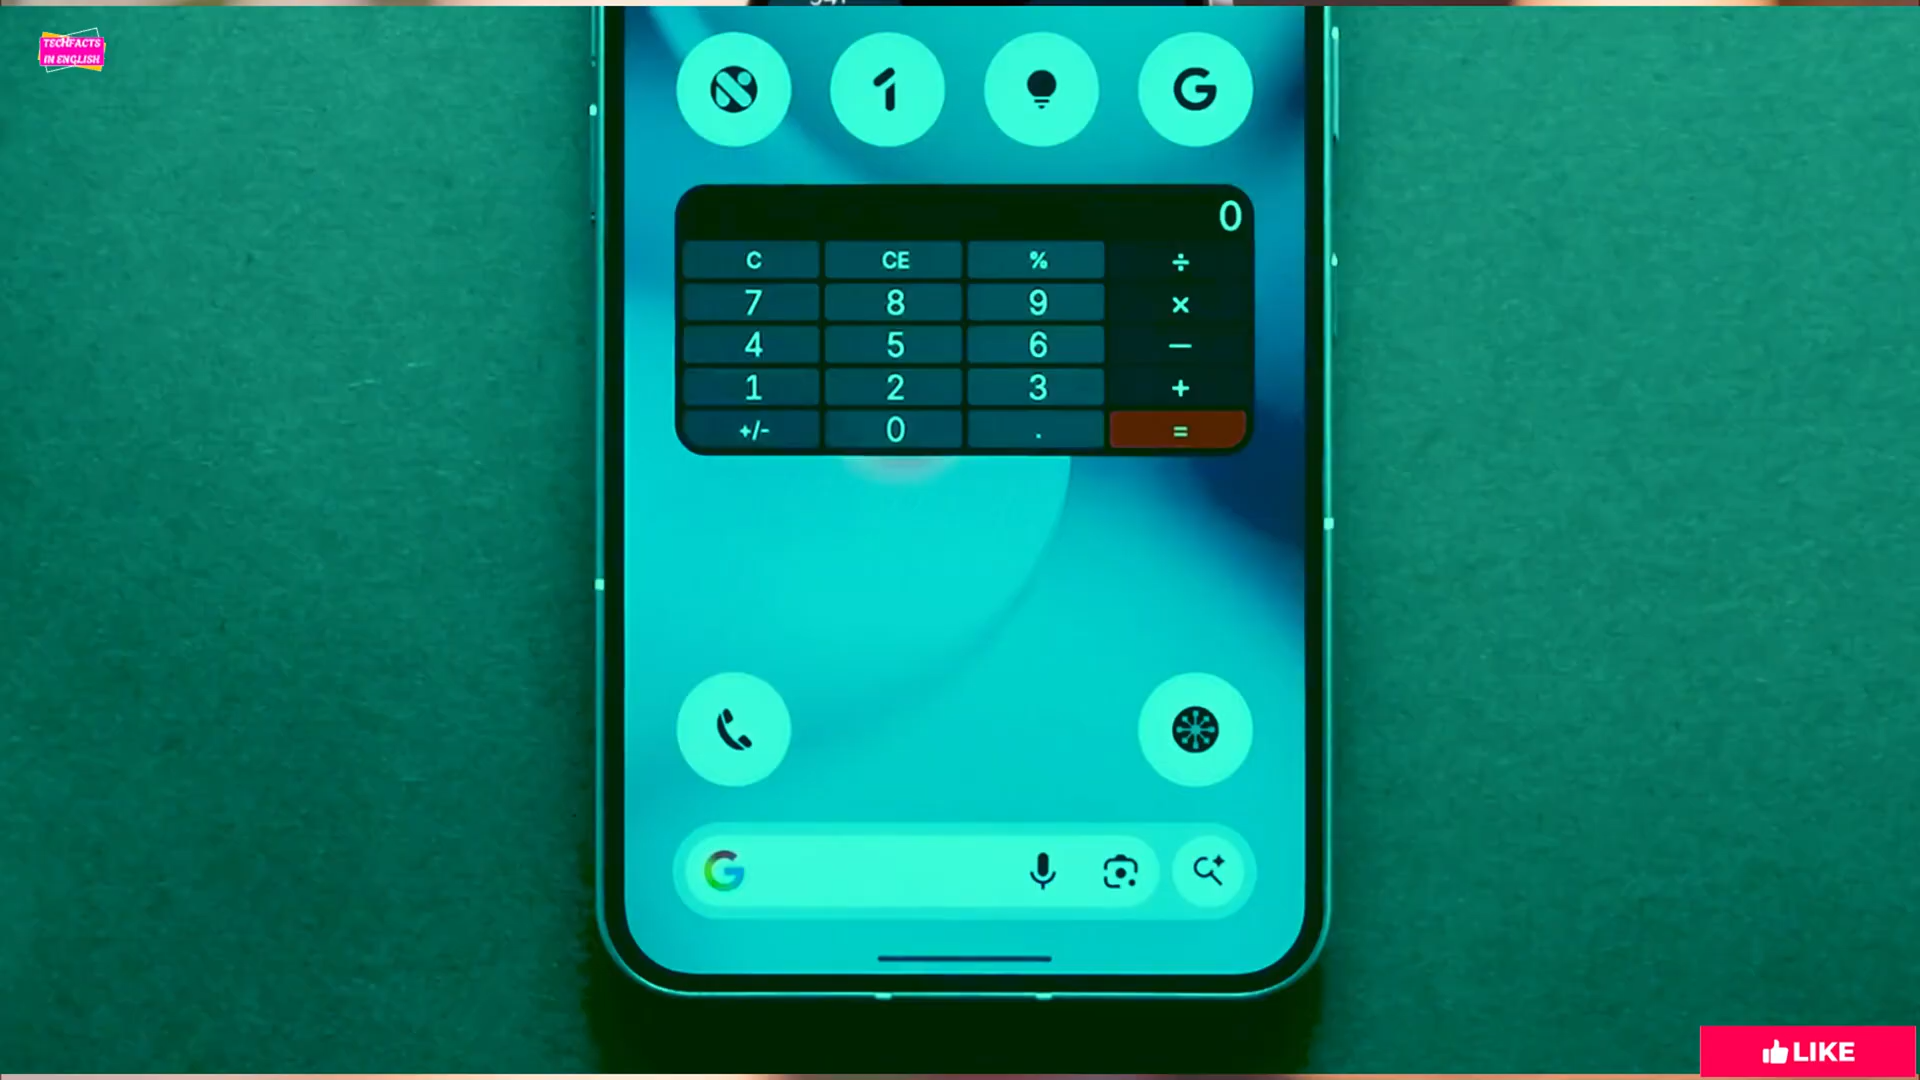 TECHFACTS
IN ENGLISH
0
C CE % ÷
7 8 9 ×
4 5 6 −
1 2 3 +
+/- 0 . =
LIKE